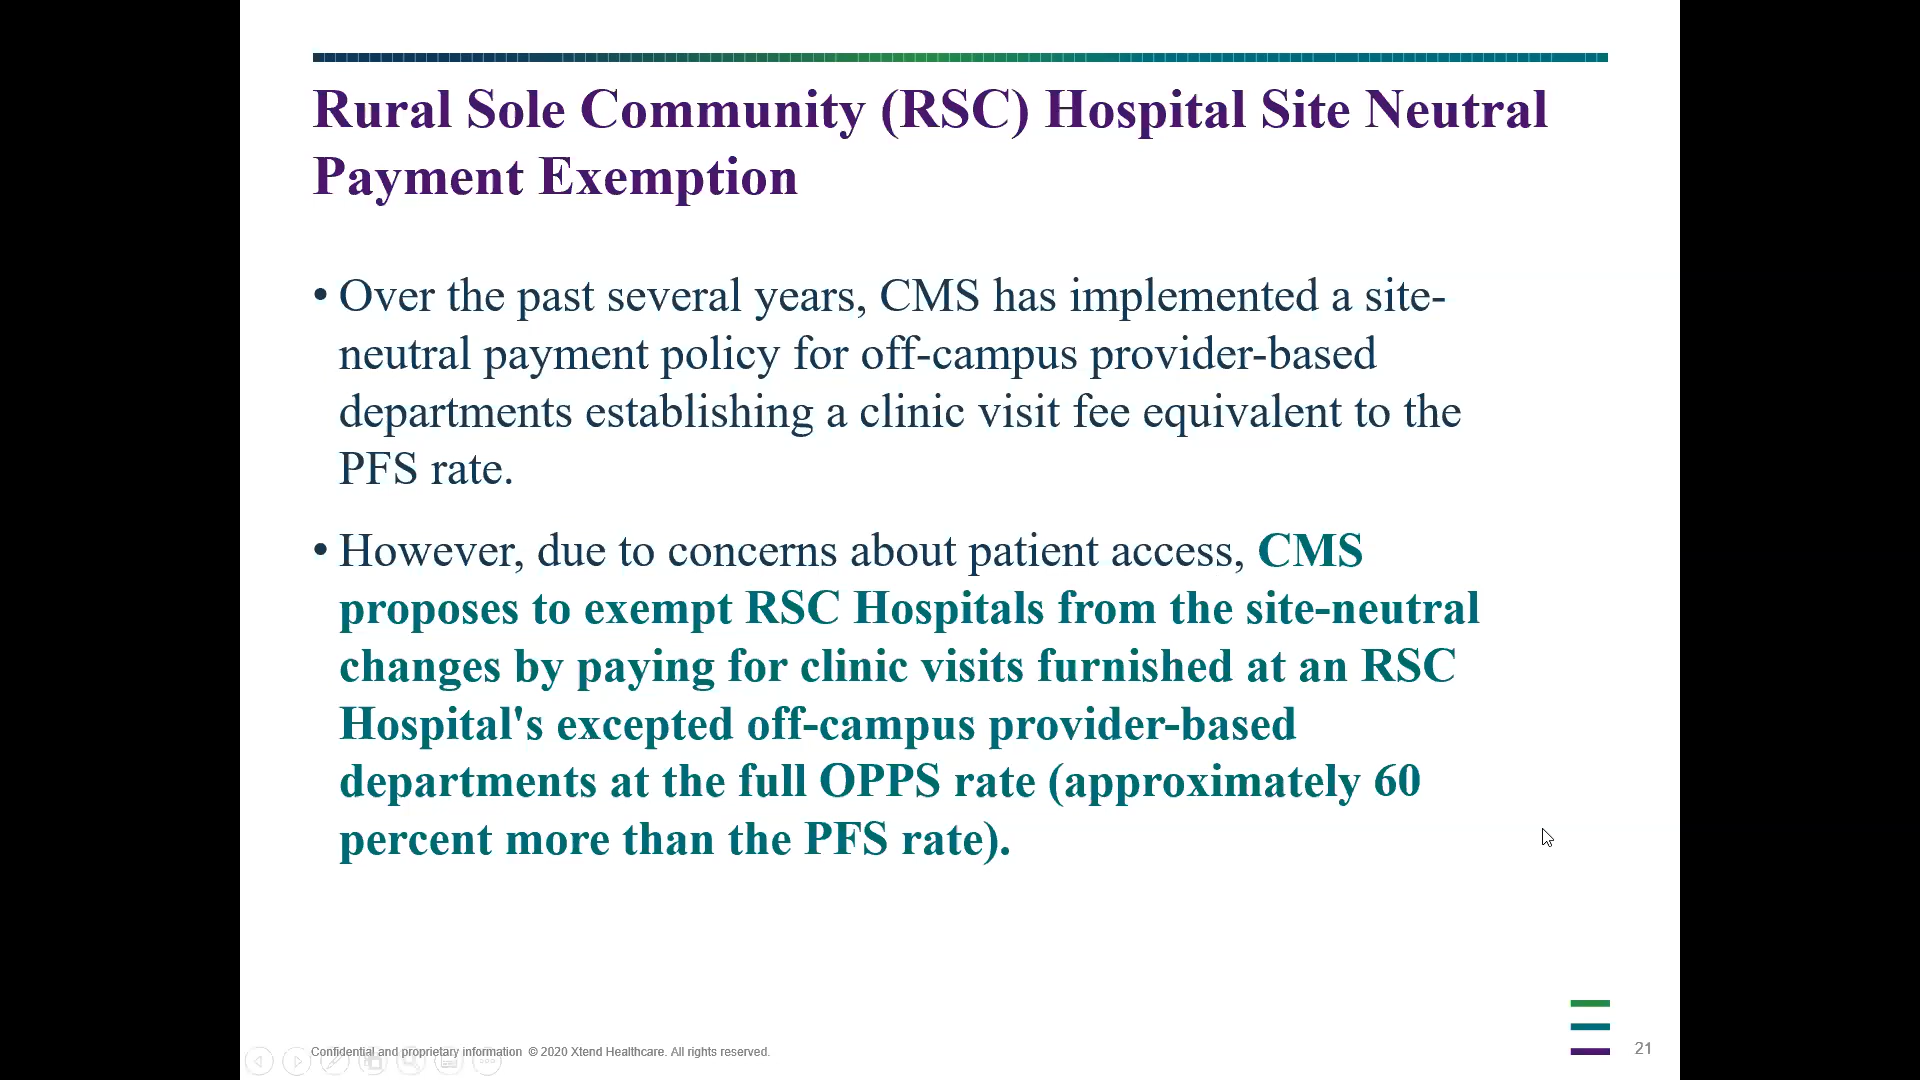 Rural Sole Community (RSC) Hospital Site Neutral
Payment Exemption
• Over the past several years, CMS has implemented a site-
neutral payment policy for off-campus provider-based
departments establishing a clinic visit fee equivalent to the
PFS rate.
• However, due to concerns about patient access, CMS
proposes to exempt RSC Hospitals from the site-neutral
changes by paying for clinic visits furnished at an RSC
Hospital's excepted off-campus provider-based
departments at the full OPPS rate (approximately 60
percent more than the PFS rate).
Confidential and proprietary information © 2020 Xtend Healthcare. All rights reserved.
21